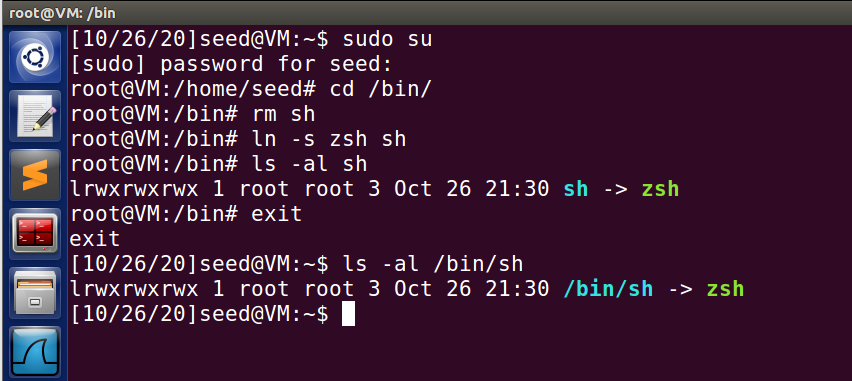 root@VM: /bin
[10/26/20]seed@VM:~$ sudo su
[sudo] password for seed:
root@VM:/home/seed# cd /bin/
root@VM:/bin# rm sh
root@VM:/bin# ln -s zsh sh
root@VM:/bin# ls -al sh
lrwxrwxrwx 1 root root 3 Oct 26 21:30 sh -> zsh
root@VM:/bin# exit
exit
[10/26/20]seed@VM:~$ ls -al /bin/sh
lrwxrwxrwx 1 root root 3 Oct 26 21:30 /bin/sh -> zsh
[10/26/20]seed@VM:~$